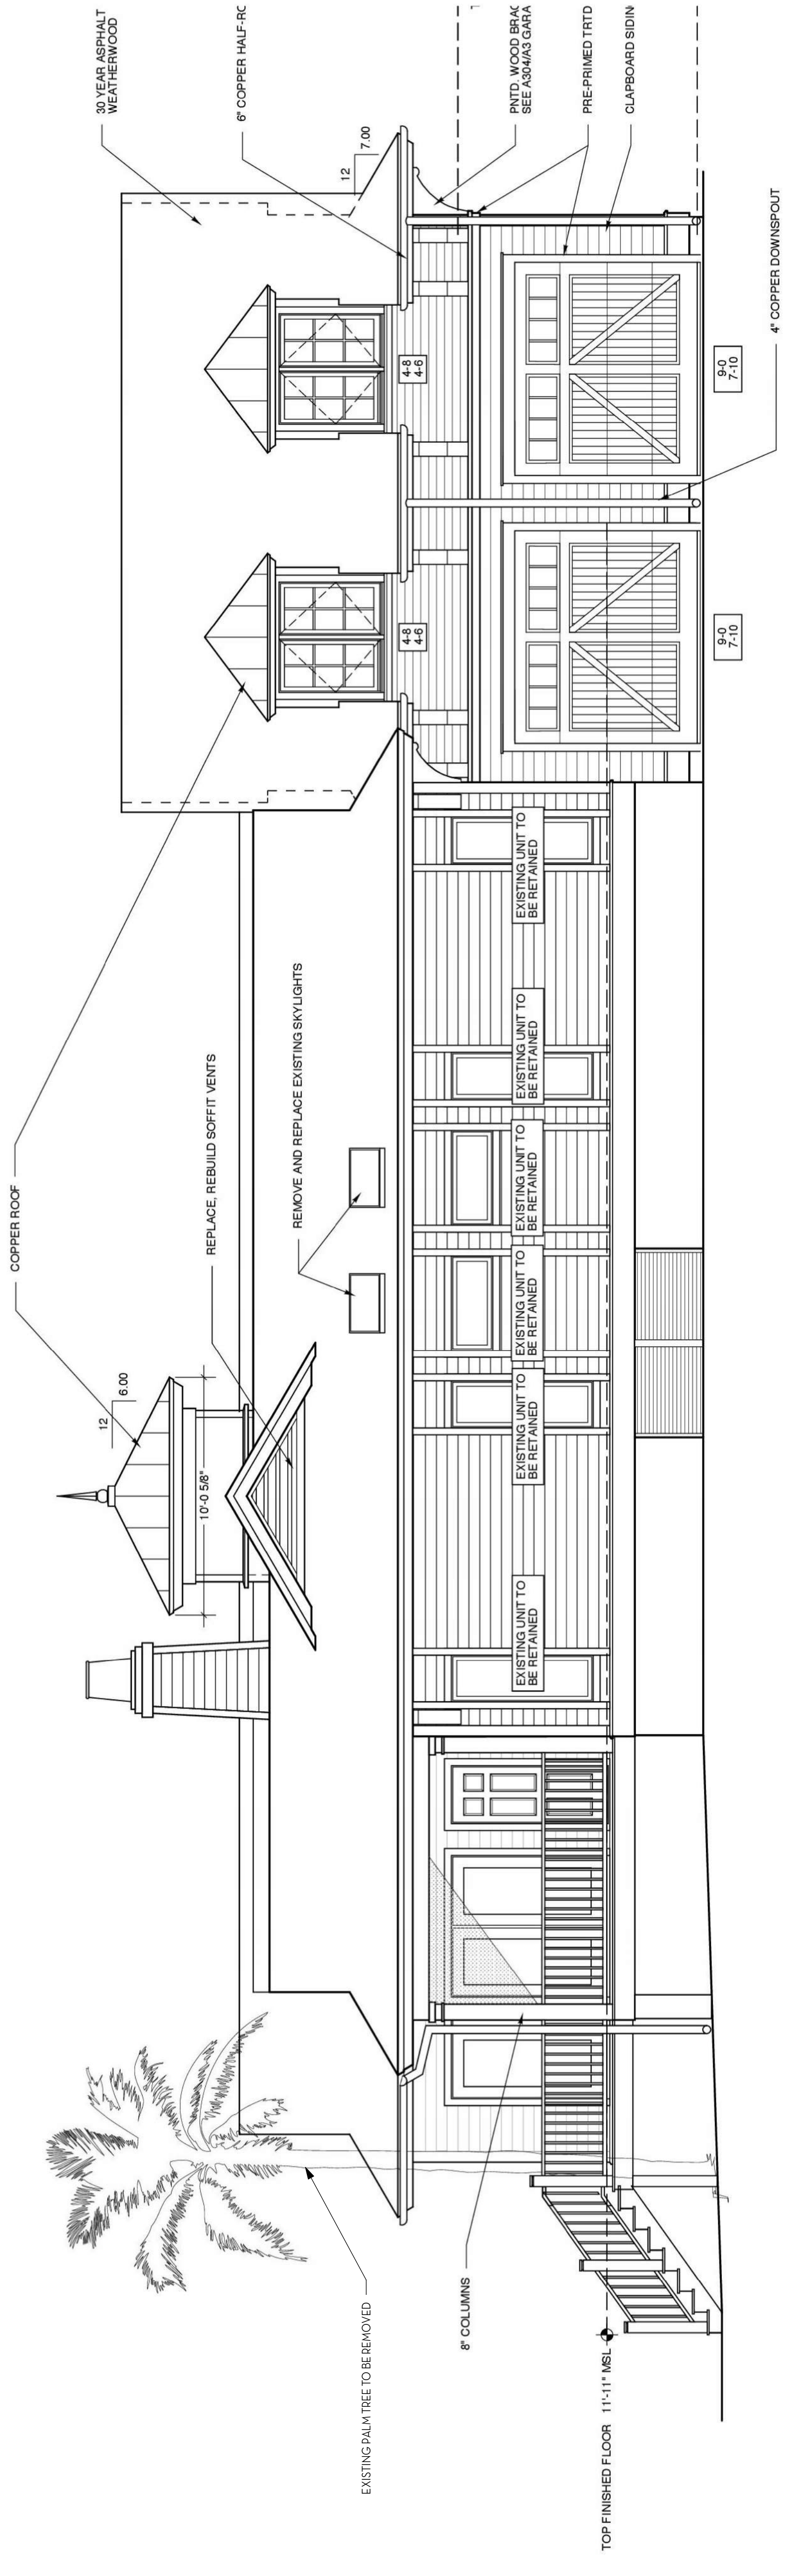 COPPER ROOF
30 YEAR ASPHALT
WEATHERWOOD
6" COPPER HALF-RO
12
6.00
12
7.00
10'-0 5/8"
REPLACE, REBUILD SOFFIT VENTS
REMOVE AND REPLACE EXISTING SKYLIGHTS
PNTD. WOOD BRAC
SEE A304/A3 GARA
PRE-PRIMED TRTD
CLAPBOARD SIDIN
4-8
4-6
4-8
4-6
EXISTING PALM TREE TO BE REMOVED
8" COLUMNS
EXISTING UNIT TO
BE RETAINED
EXISTING UNIT TO
BE RETAINED
EXISTING UNIT TO
BE RETAINED
EXISTING UNIT TO
BE RETAINED
EXISTING UNIT TO
BE RETAINED
EXISTING UNIT TO
BE RETAINED
TOP FINISHED FLOOR 11'-11" MSL
9-0
7-10
9-0
7-10
4" COPPER DOWNSPOUT